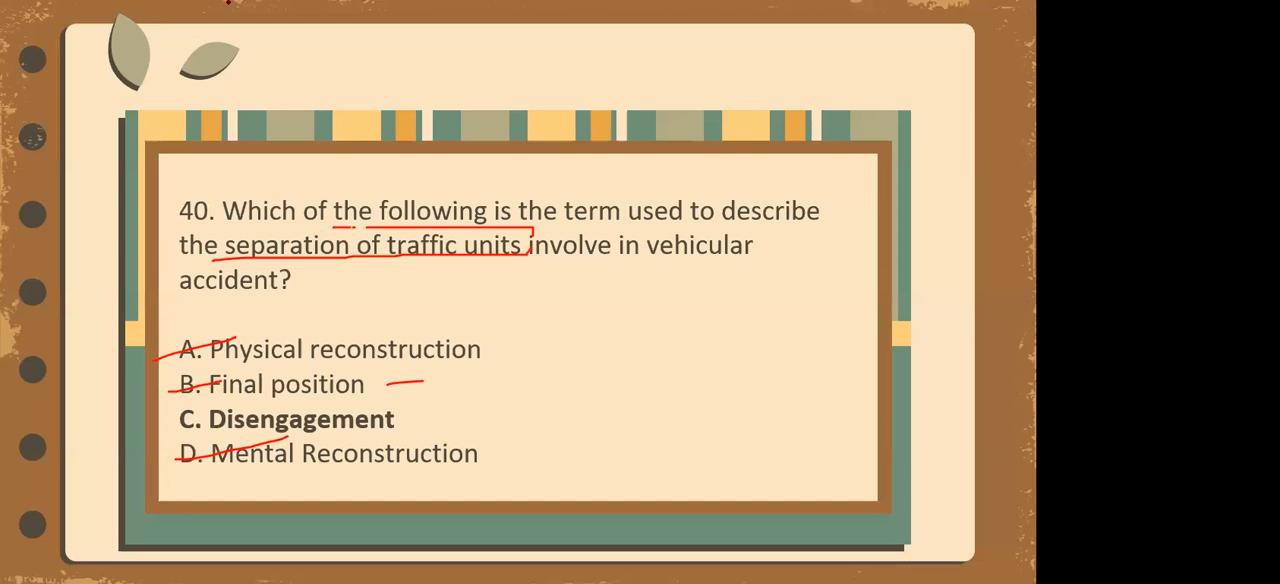 40. Which of the following is the term used to describe
the separation of traffic units involve in vehicular
accident?
A. Physical reconstruction
B. Final position
C. Disengagement
D. Mental Reconstruction